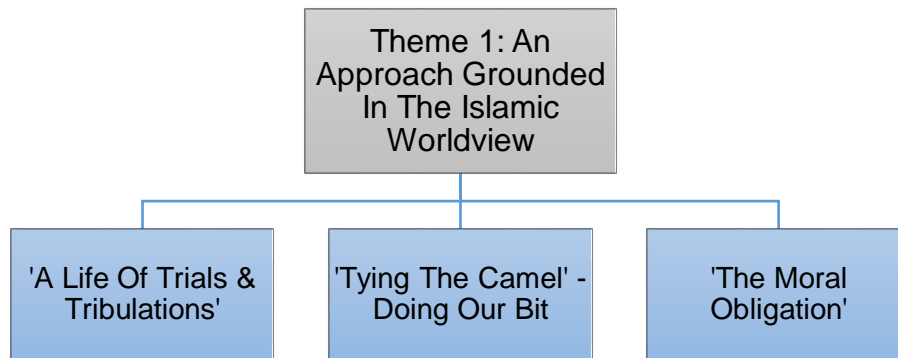 Theme 1: An
Approach Grounded
In The Islamic
Worldview
'A Life Of Trials &
Tribulations'
'Tying The Camel' -
Doing Our Bit
'The Moral
Obligation'